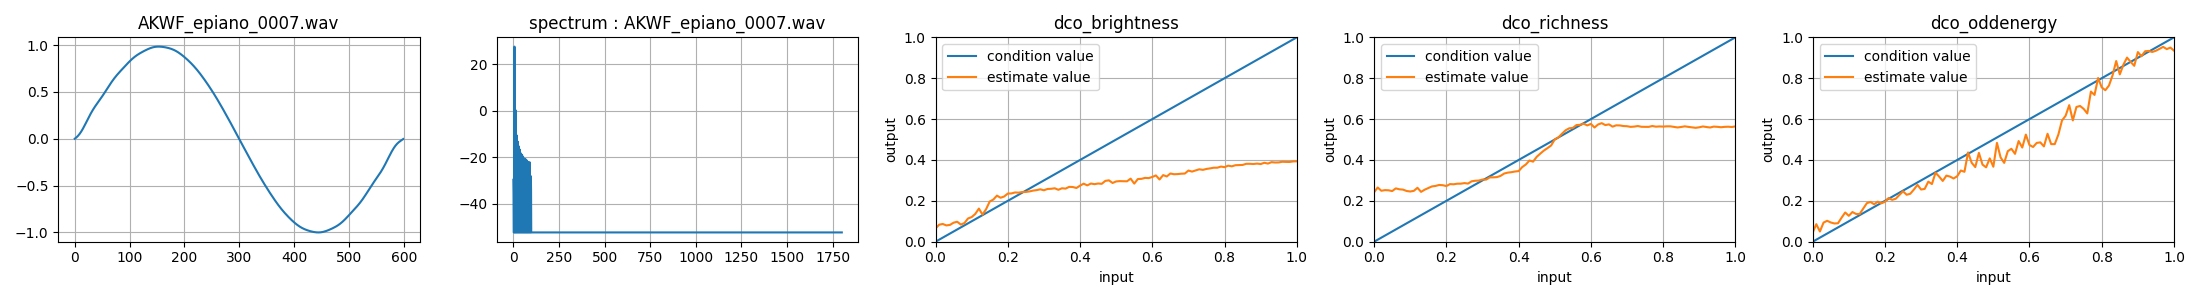 AKWF_epiano_0007.wav
1.0
0.5
0.0
−0.5
−1.0
0 100 200 300 400 500 600
spectrum : AKWF_epiano_0007.wav
20
0
−20
−40
0 250 500 750 1000 1250 1500 1750
dco_brightness
condition value
estimate value
output
1.0
0.8
0.6
0.4
0.2
0.0
0.0 0.2 0.4 0.6 0.8 1.0
input
dco_richness
condition value
estimate value
output
1.0
0.8
0.6
0.4
0.2
0.0
0.0 0.2 0.4 0.6 0.8 1.0
input
dco_oddenergy
condition value
estimate value
output
1.0
0.8
0.6
0.4
0.2
0.0
0.0 0.2 0.4 0.6 0.8 1.0
input